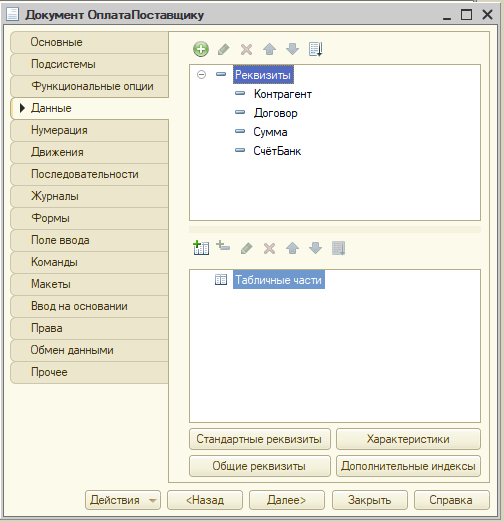 Документ ОплатаПоставщику
Основные
Подсистемы
Функциональные опции
Данные
Нумерация
Движения
Последовательности
Журналы
Формы
Поле ввода
Команды
Макеты
Ввод на основании
Права
Обмен данными
Прочее
Реквизиты
Контрагент
Договор
Сумма
СчётБанк
Табличные части
Стандартные реквизиты
Характеристики
Общие реквизиты
Дополнительные индексы
Действия
<Назад
Далее>
Закрыть
Справка